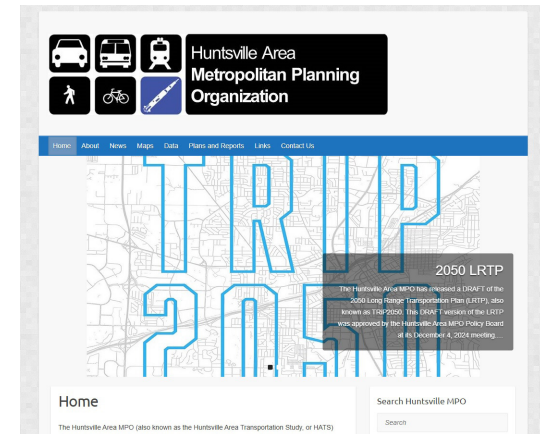 Huntsville Area
Metropolitan Planning
Organization
Home About News Maps Data Plans and Reports Links Contact Us
TRIP
2050
2050 LRTP
The Huntsville Area MPO has released a DRAFT of the
2050 Long Range Transportation Plan (LRTP), also
known as TRiP2050. This DRAFT version of the LRTP
was approved by the Huntsville Area MPO Policy Board
at its December 4, 2024 meeting....
Home
The Huntsville Area MPO (also known as the Huntsville Area Transportation Study, or HATS)
Search Huntsville MPO
Search